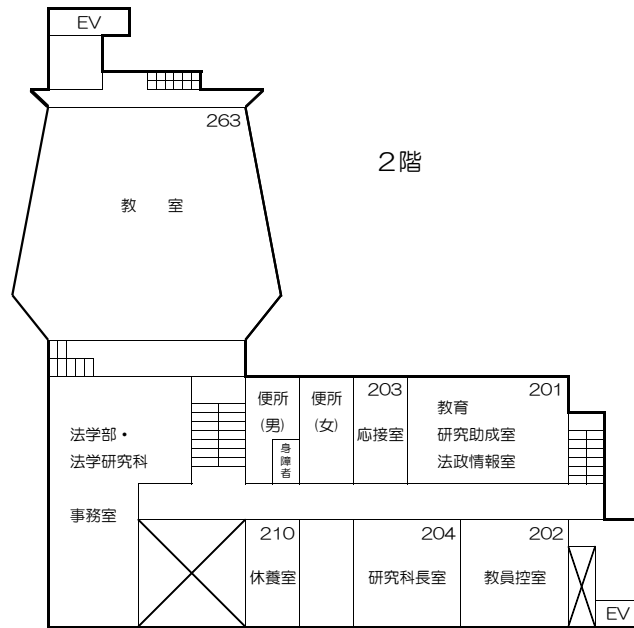 EV
263
2階
教 室
便所
(男)
身障者
便所
(女)
203
応接室
201
教育
研究助成室
法政情報室
法学部・
法学研究科
事務室
210
休養室
204
研究科長室
202
教員控室
EV